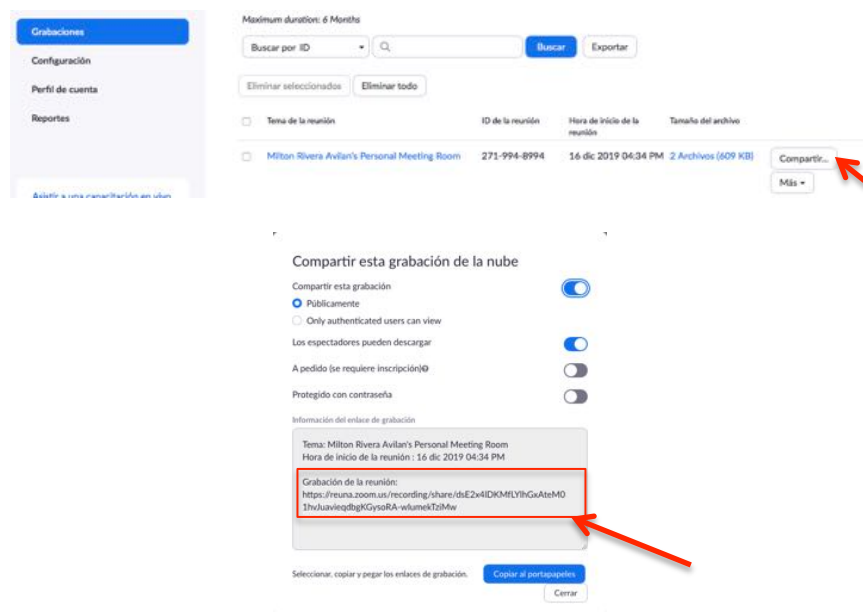 Maximum duration: 6 Months
Grabaciones
Buscar por ID
Buscar
Exportar
Configuración
Perfil de cuenta
Eliminar seleccionados
Eliminar todo
Reportes
Tema de la reunión
ID de la reunión
Hora de inicio de la
reunión
Tamaño del archivo
Milton Rivera Avilan's Personal Meeting Room
271-994-8994
16 dic 2019 04:34 PM
2 Archivos (609 KB)
Compartir...
Más
Asistir a una capacitación en vivo
Compartir esta grabación de la nube
Compartir esta grabación
Públicamente
Only authenticated users can view
Los espectadores pueden descargar
A pedido (se requiere inscripción)
Protegido con contraseña
Información del enlace de grabación
Tema: Milton Rivera Avilan's Personal Meeting Room
Hora de inicio de la reunión : 16 dic 2019 04:34 PM
Grabación de la reunión:
https://reuna.zoom.us/recording/share/dsE2x4IDKMfLYlhGxAteM0
1hvJuavieqdbgKGysoRA-wlumekTziMw
Seleccionar, copiar y pegar los enlaces de grabación.
Copiar al portapapeles
Cerrar